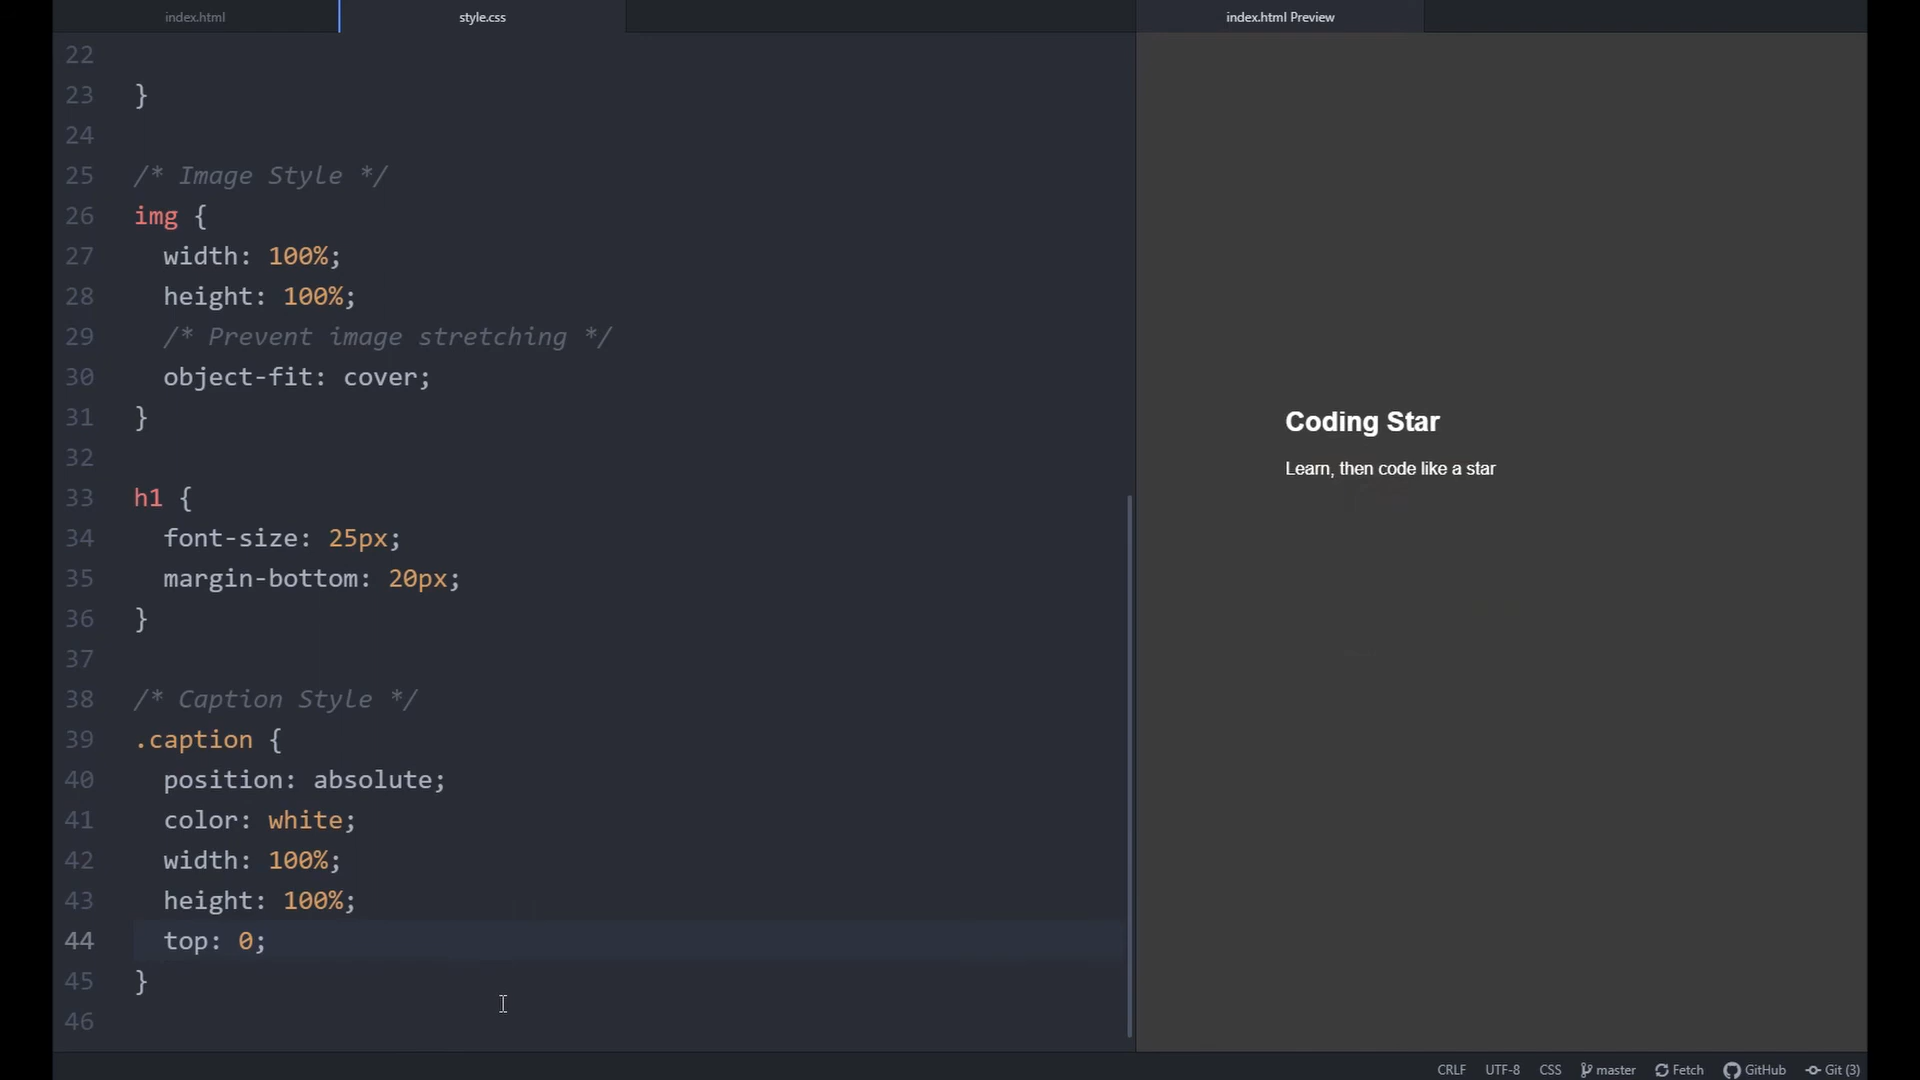 index.html
style.css
index.html Preview
22
23 }
24
25 /* Image Style */
26 img {
27 width: 100%;
28 height: 100%;
29 /* Prevent image stretching */
30 object-fit: cover;
31 }
32
33 h1 {
34 font-size: 25px;
35 margin-bottom: 20px;
36 }
37
38 /* Caption Style */
39 .caption {
40 position: absolute;
41 color: white;
42 width: 100%;
43 height: 100%;
44 top: 0;
45 }
46
Coding Star
Learn, then code like a star
CRLF UTF-8 CSS master Fetch GitHub Git (3)